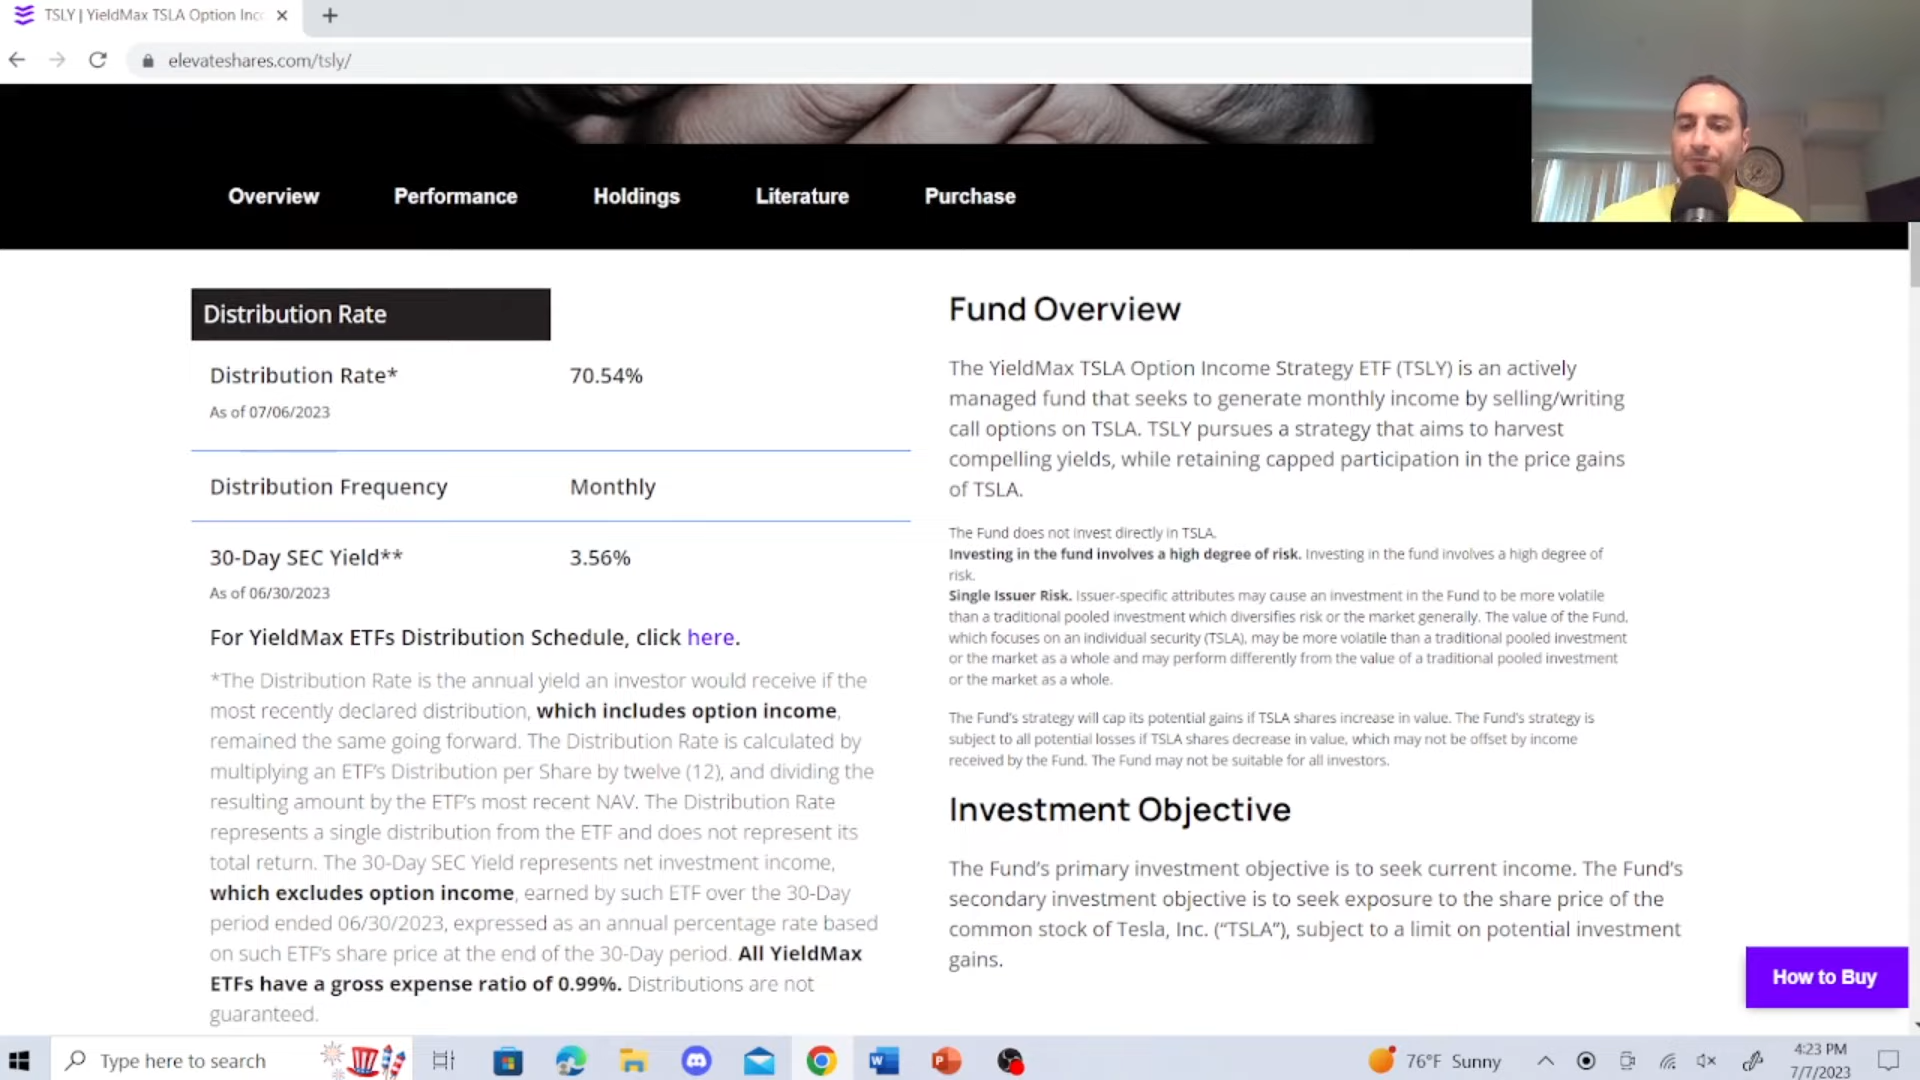 TSLY | YieldMax TSLA Option Inc
elevateshares.com/tsly/
Overview
Performance
Holdings
Literature
Purchase
Distribution Rate
Distribution Rate* 70.54%
As of 07/06/2023
Distribution Frequency Monthly
30-Day SEC Yield** 3.56%
As of 06/30/2023
For YieldMax ETFs Distribution Schedule, click here.
*The Distribution Rate is the annual yield an investor would receive if the
most recently declared distribution, which includes option income,
remained the same going forward. The Distribution Rate is calculated by
multiplying an ETF's Distribution per Share by twelve (12), and dividing the
resulting amount by the ETF's most recent NAV. The Distribution Rate
represents a single distribution from the ETF and does not represent its
total return. The 30-Day SEC Yield represents net investment income,
which excludes option income, earned by such ETF over the 30-Day
period ended 06/30/2023, expressed as an annual percentage rate based
on such ETF's share price at the end of the 30-Day period. All YieldMax
ETFs have a gross expense ratio of 0.99%. Distributions are not
guaranteed.
Fund Overview
The YieldMax TSLA Option Income Strategy ETF (TSLY) is an actively
managed fund that seeks to generate monthly income by selling/writing
call options on TSLA. TSLY pursues a strategy that aims to harvest
compelling yields, while retaining capped participation in the price gains
of TSLA.
The Fund does not invest directly in TSLA.
Investing in the fund involves a high degree of risk. Investing in the fund involves a high degree of
risk.
Single Issuer Risk. Issuer-specific attributes may cause an investment in the Fund to be more volatile
than a traditional pooled investment which diversifies risk or the market generally. The value of the Fund,
which focuses on an individual security (TSLA), may be more volatile than a traditional pooled investment
or the market as a whole and may perform differently from the value of a traditional pooled investment
or the market as a whole.
The Fund's strategy will cap its potential gains if TSLA shares increase in value. The Fund's strategy is
subject to all potential losses if TSLA shares decrease in value, which may not be offset by income
received by the Fund. The Fund may not be suitable for all investors.
Investment Objective
The Fund's primary investment objective is to seek current income. The Fund's
secondary investment objective is to seek exposure to the share price of the
common stock of Tesla, Inc. ("TSLA"), subject to a limit on potential investment
gains.
How to Buy
Type here to search
76°F Sunny
4:23 PM
7/7/2023